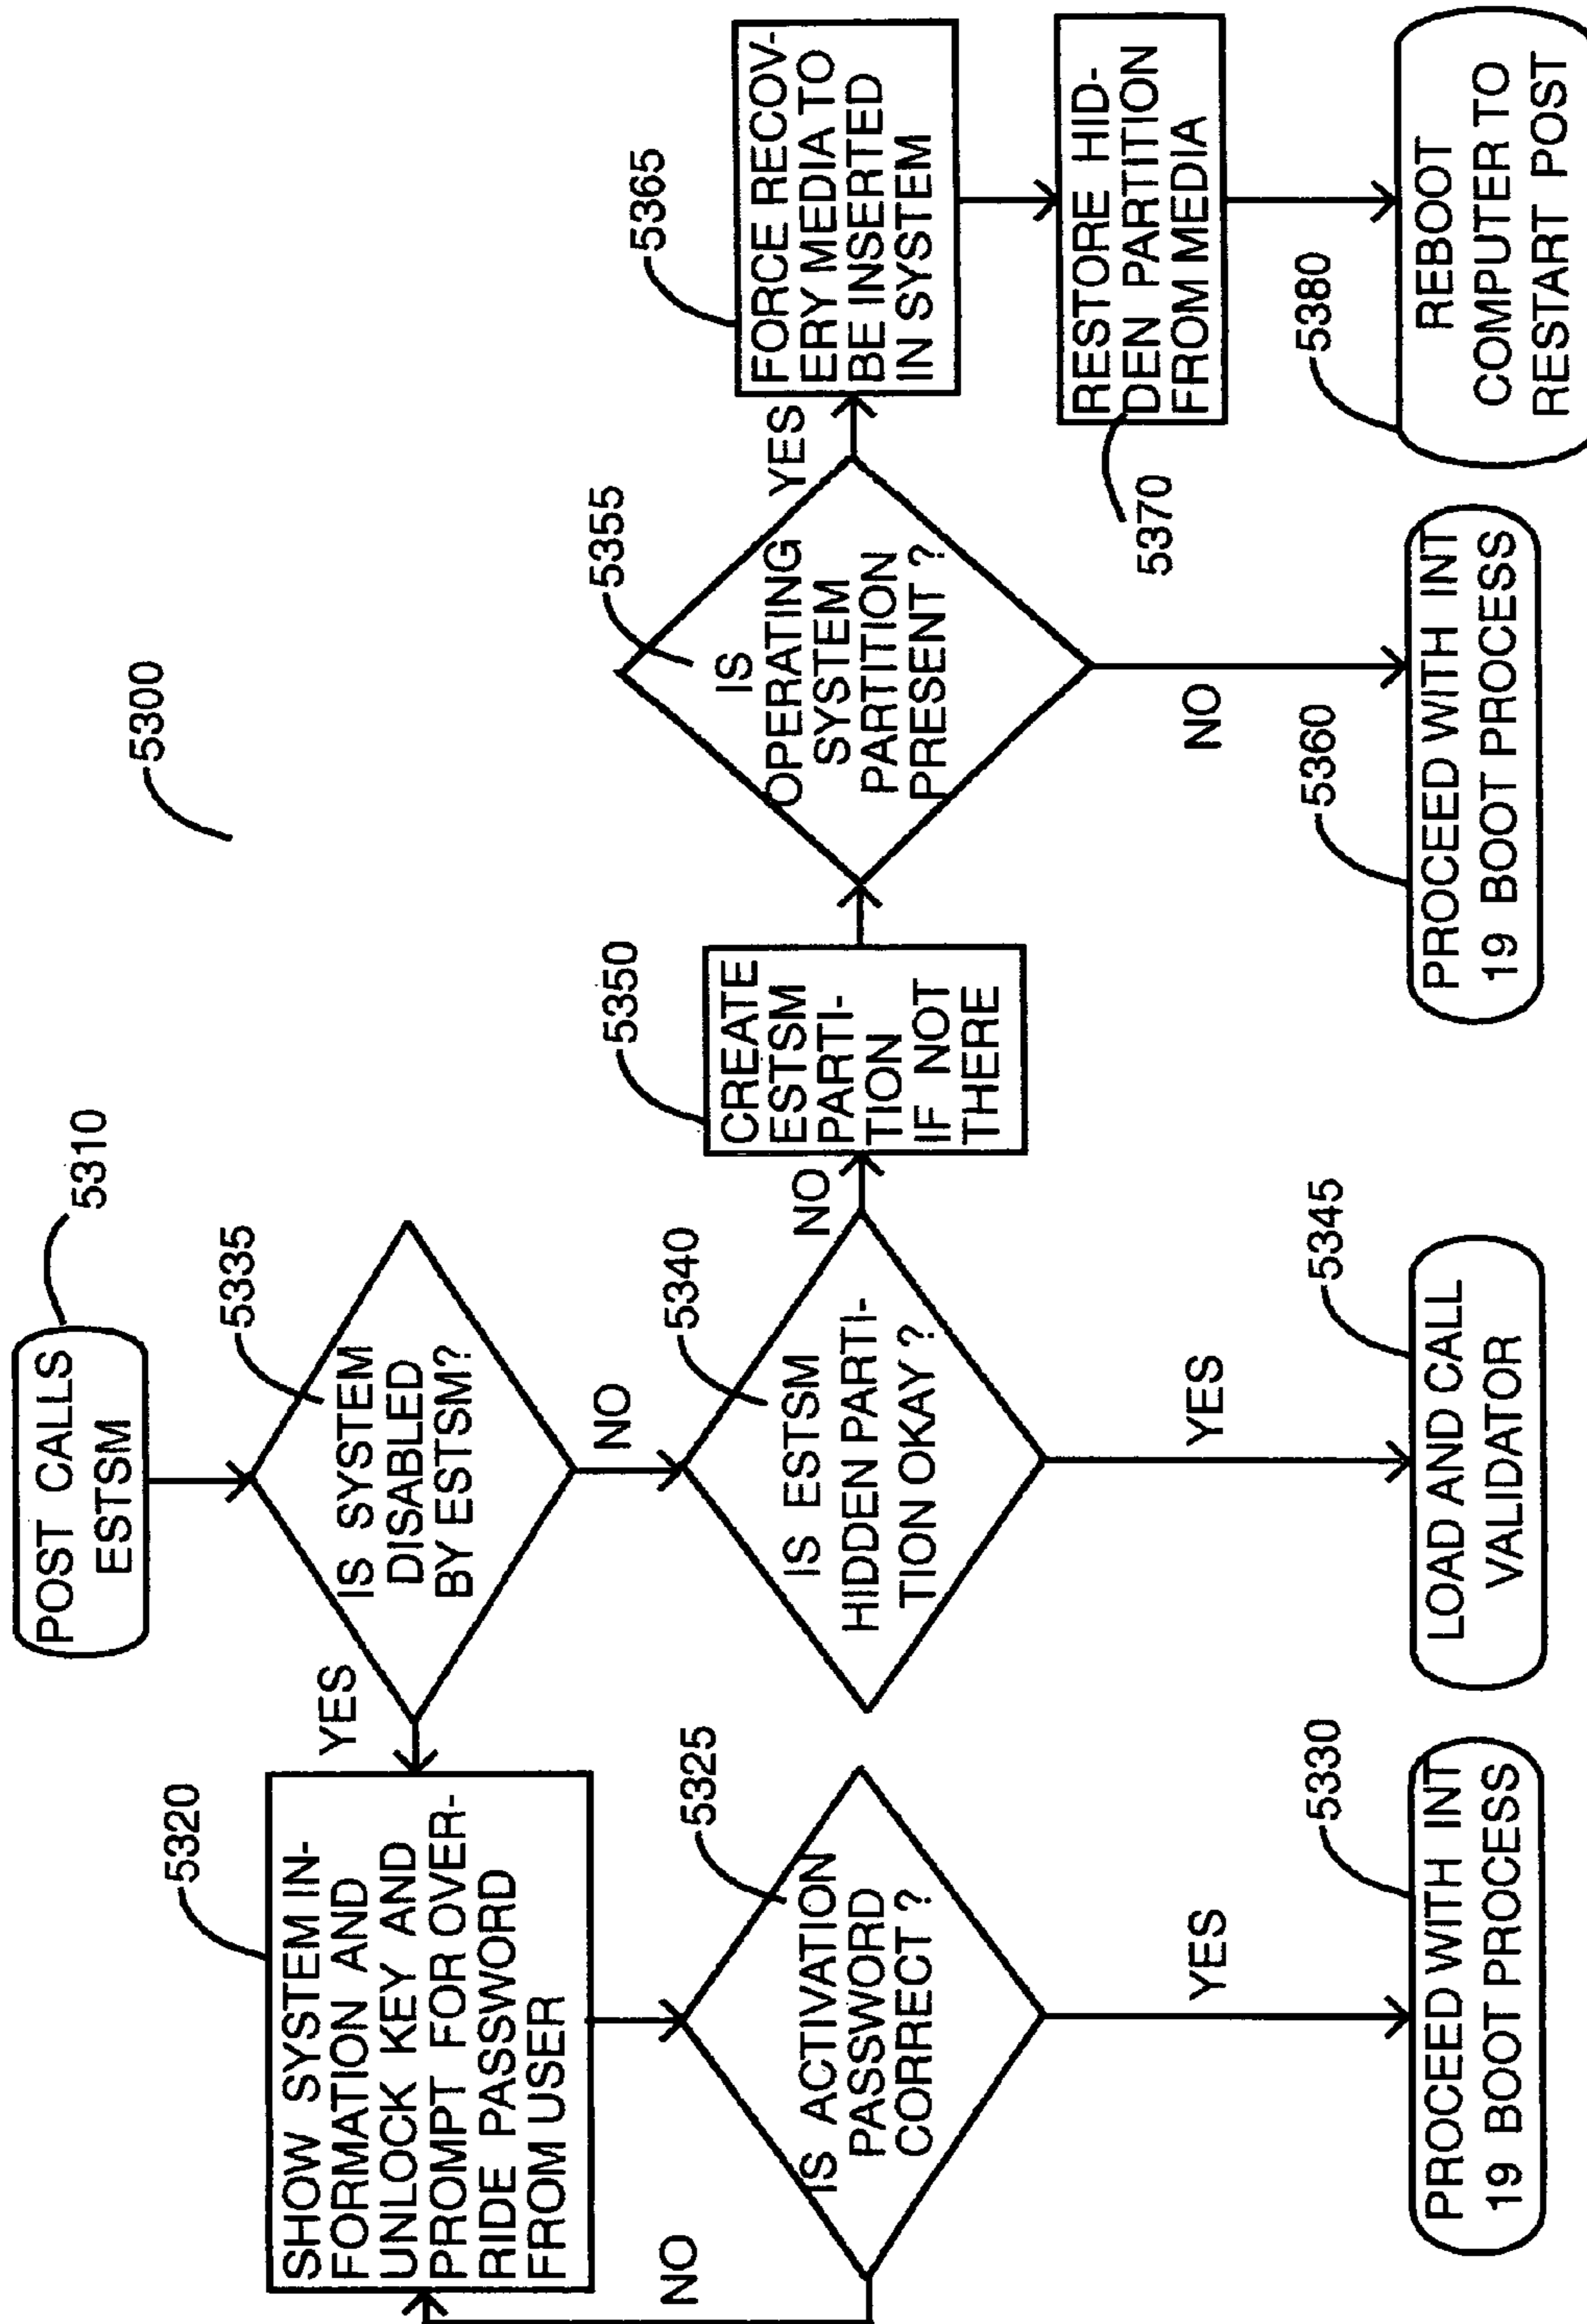 5300
POST CALLS
ESTSM
5310
IS SYSTEM
DISABLED
BY ESTSM?
5335
YES
NO
SHOW SYSTEM IN-
FORMATION AND
UNLOCK KEY AND
PROMPT FOR OVER-
RIDE PASSWORD
FROM USER
5320
IS ACTIVATION
PASSWORD
CORRECT ?
5325
NO
YES
PROCEED WITH INT
19 BOOT PROCESS
5330
IS ESTSM
HIDDEN PARTI-
TION OKAY ?
5340
NO
YES
LOAD AND CALL
VALIDATOR
5345
CREATE
ESTSM
PARTI-
TION
IF NOT
THERE
5350
IS
OPERATING
SYSTEM
PARTITION
PRESENT ?
5355
YES
NO
PROCEED WITH INT
19 BOOT PROCESS
5360
FORCE RECOV-
ERY MEDIA TO
BE INSERTED
IN SYSTEM
5365
RESTORE HID-
DEN PARTITION
FROM MEDIA
5370
REBOOT
COMPUTER TO
RESTART POST
5380